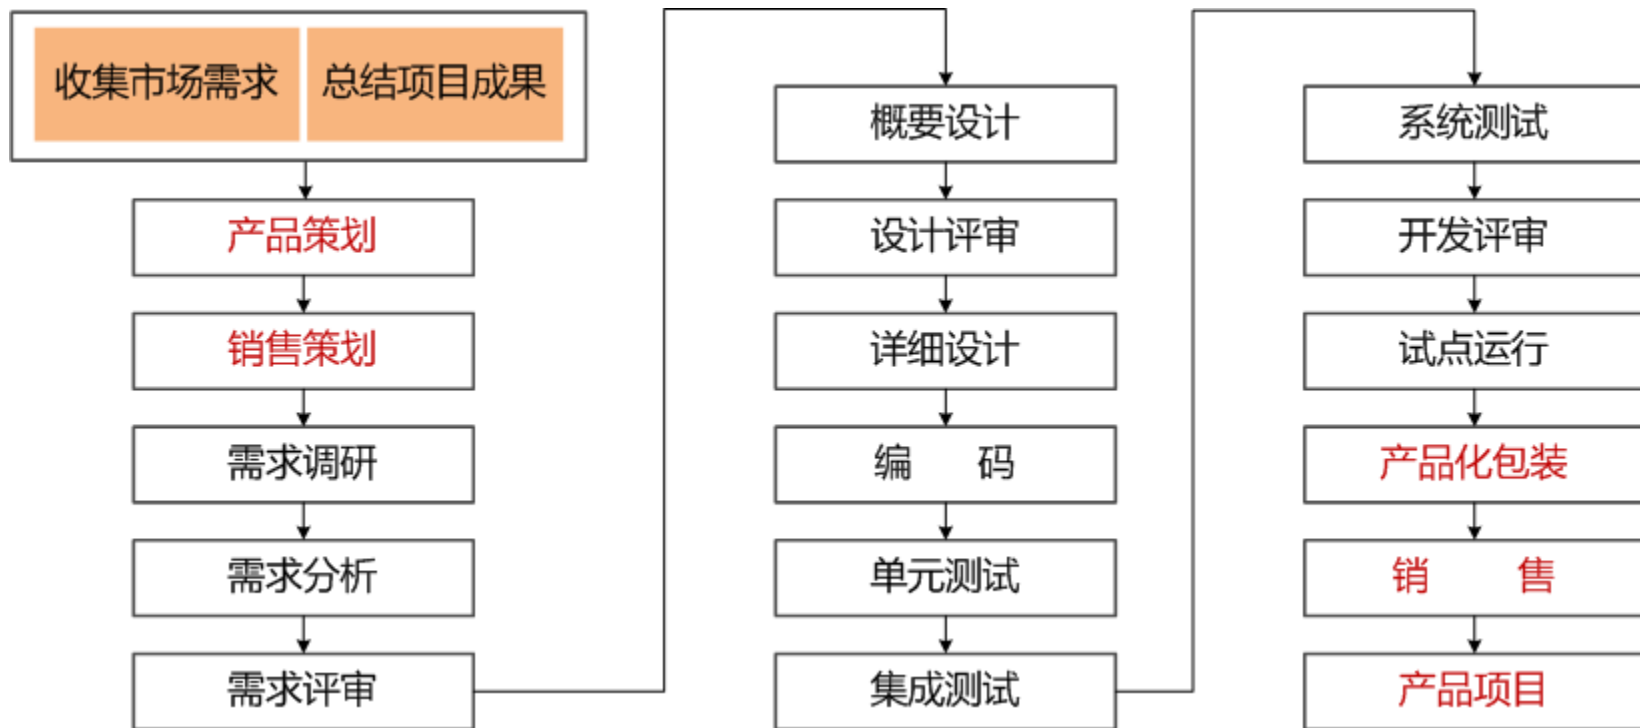 收集市场需求
总结项目成果
产品策划
销售策划
需求调研
需求分析
需求评审
概要设计
设计评审
详细设计
编 码
单元测试
集成测试
系统测试
开发评审
试点运行
产品化包装
销 售
产品项目